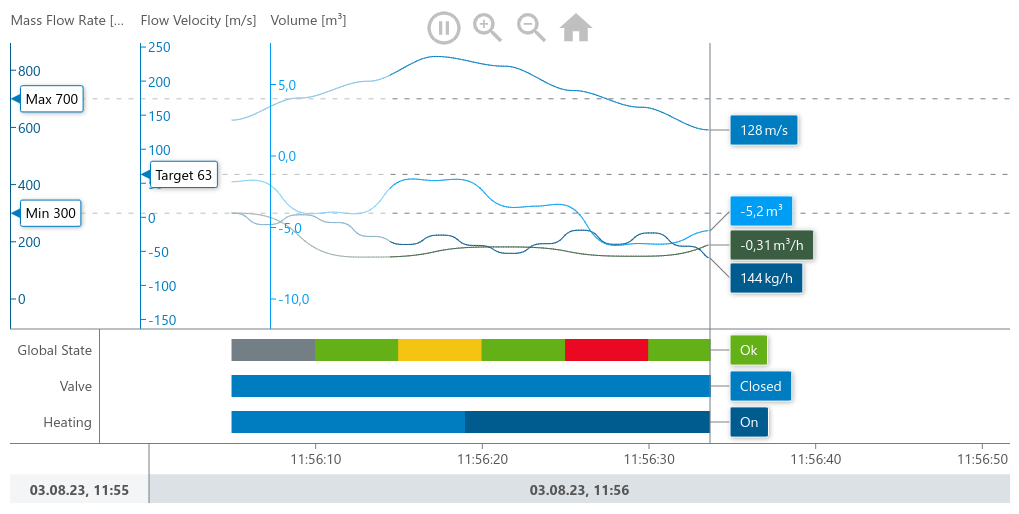 Mass Flow Rate [... Flow Velocity [m/s] Volume [m³]
250
800
200
5,0
Max 700
150
600
128 m/s
100
0,0
Target 63
400
Min 300
-5,2 m³
0
-5,0
200
-0,31 m³/h
-50
144 kg/h
-100
0
-10,0
-150
Global State
Ok
Valve
Closed
Heating
On
11:56:10 11:56:20 11:56:30 11:56:40 11:56:50
03.08.23, 11:55 03.08.23, 11:56